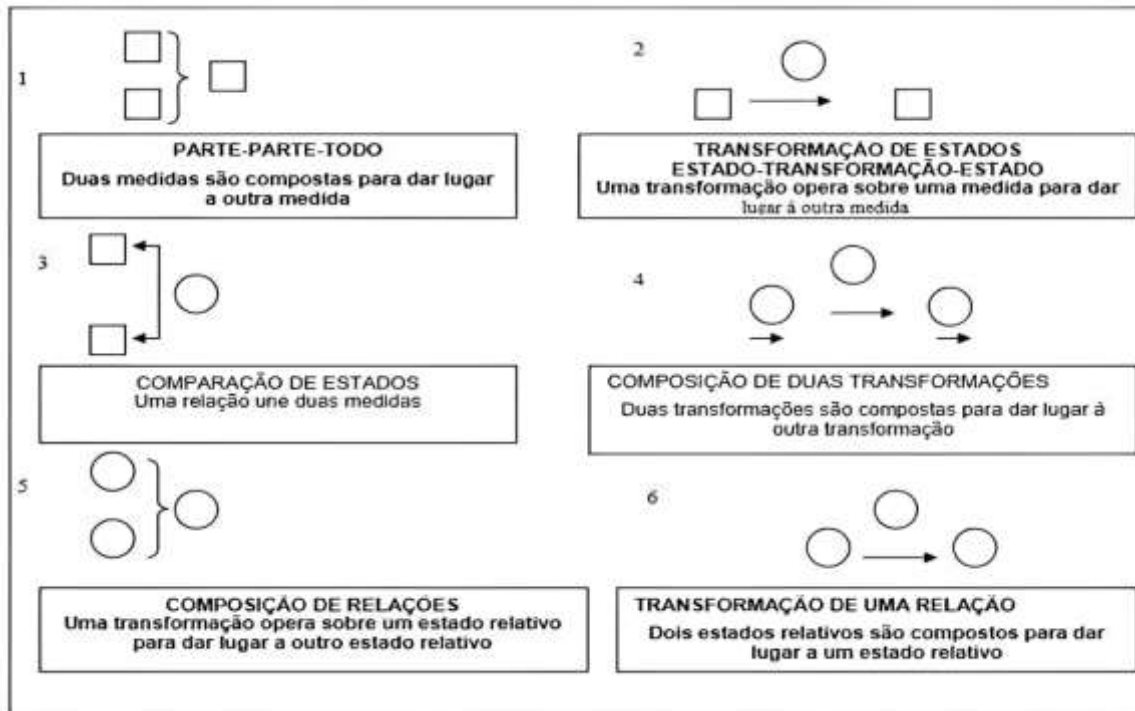 1
PARTE-PARTE-TODO
Duas medidas são compostas para dar lugar
a outra medida
2
TRANSFORMAÇÃO DE ESTADOS
ESTADO-TRANSFORMAÇÃO-ESTADO
Uma transformação opera sobre uma medida para dar
lugar á outra medida
3
COMPARAÇÃO DE ESTADOS
Uma relação une duas medidas
4
COMPOSIÇÃO DE DUAS TRANSFORMAÇÕES
Duas transformações são compostas para dar lugar à
outra transformação
5
COMPOSIÇÃO DE RELAÇÕES
Uma transformação opera sobre um estado relativo
para dar lugar a outro estado relativo
6
TRANSFORMAÇÃO DE UMA RELAÇÃO
Dois estados relativos são compostos para dar
lugar a um estado relativo